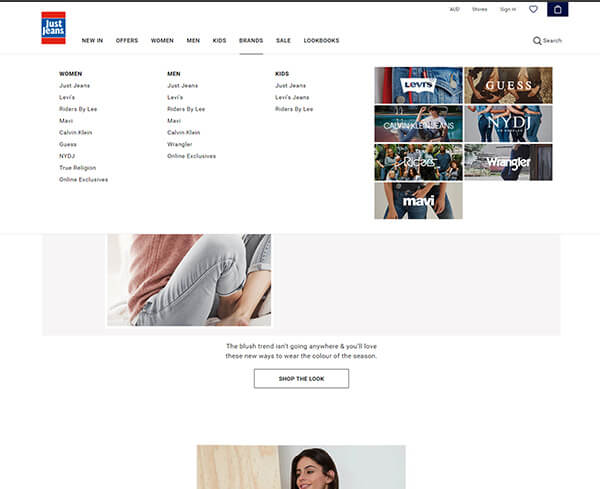 AUD Stores Sign In
Just
Jeans
NEW IN OFFERS WOMEN MEN KIDS BRANDS SALE LOOKBOOKS Search
WOMEN
Just Jeans
Levi's
Riders By Lee
Mavi
Calvin Klein
Guess
NYDJ
True Religion
Online Exclusives
MEN
Just Jeans
Levi's
Riders By Lee
Mavi
Calvin Klein
Wrangler
Online Exclusives
KIDS
Just Jeans
Levi's Jeans
Riders By Lee
Levi's GUESS
CALVIN KLEIN JEANS NYDJ
LOS ANGELES
Riders Wrangler
mavi
The blush trend isn't going anywhere & you'll love
these new ways to wear the colour of the season.
SHOP THE LOOK